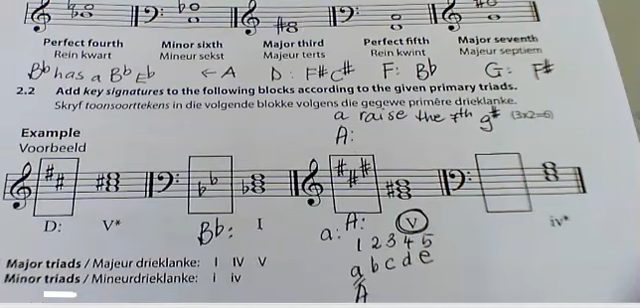 Perfect fourth Minor sixth Major third Perfect fifth Major seventh
Rein kwart Mineur sekst Majeur terts Rein kwint Majeur septiem
Bb has a Bb Eb ← A D: F# C# F: Bb G: F#
2.2 Add key signatures to the following blocks according to the given primary triads.
Skryf toonsoorttekens in die volgende blokke volgens die gegewe primêre drieklanke.
a raise the 7th g# (3x2=6)
Example A:
Voorbeeld
D: V* Bb: I a: A: V iv*
1 2 3 4 5
Major triads / Majeur drieklanke: I IV V
a b c d e
Minor triads / Mineurdrieklanke: i iv
A